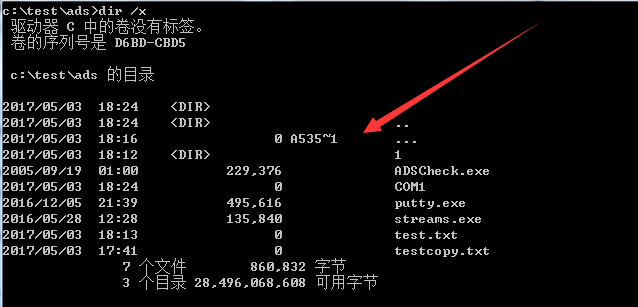 c:\test\ads>dir /x
驱动器 C 中的卷没有标签。
卷的序列号是 D6BD-CBD5
c:\test\ads 的目录
2017/05/03 18:24 <DIR> .
2017/05/03 18:24 <DIR> ..
2017/05/03 18:16 0 A535~1 ...
2017/05/03 18:12 <DIR> 1
2005/09/19 01:00 229,376 ADSCheck.exe
2017/05/03 18:24 0 COM1
2016/12/05 21:39 495,616 putty.exe
2016/05/28 12:28 135,840 streams.exe
2017/05/03 18:13 0 test.txt
2017/05/03 17:41 0 testcopy.txt
7 个文件 860,832 字节
3 个目录 28,496,068,608 可用字节